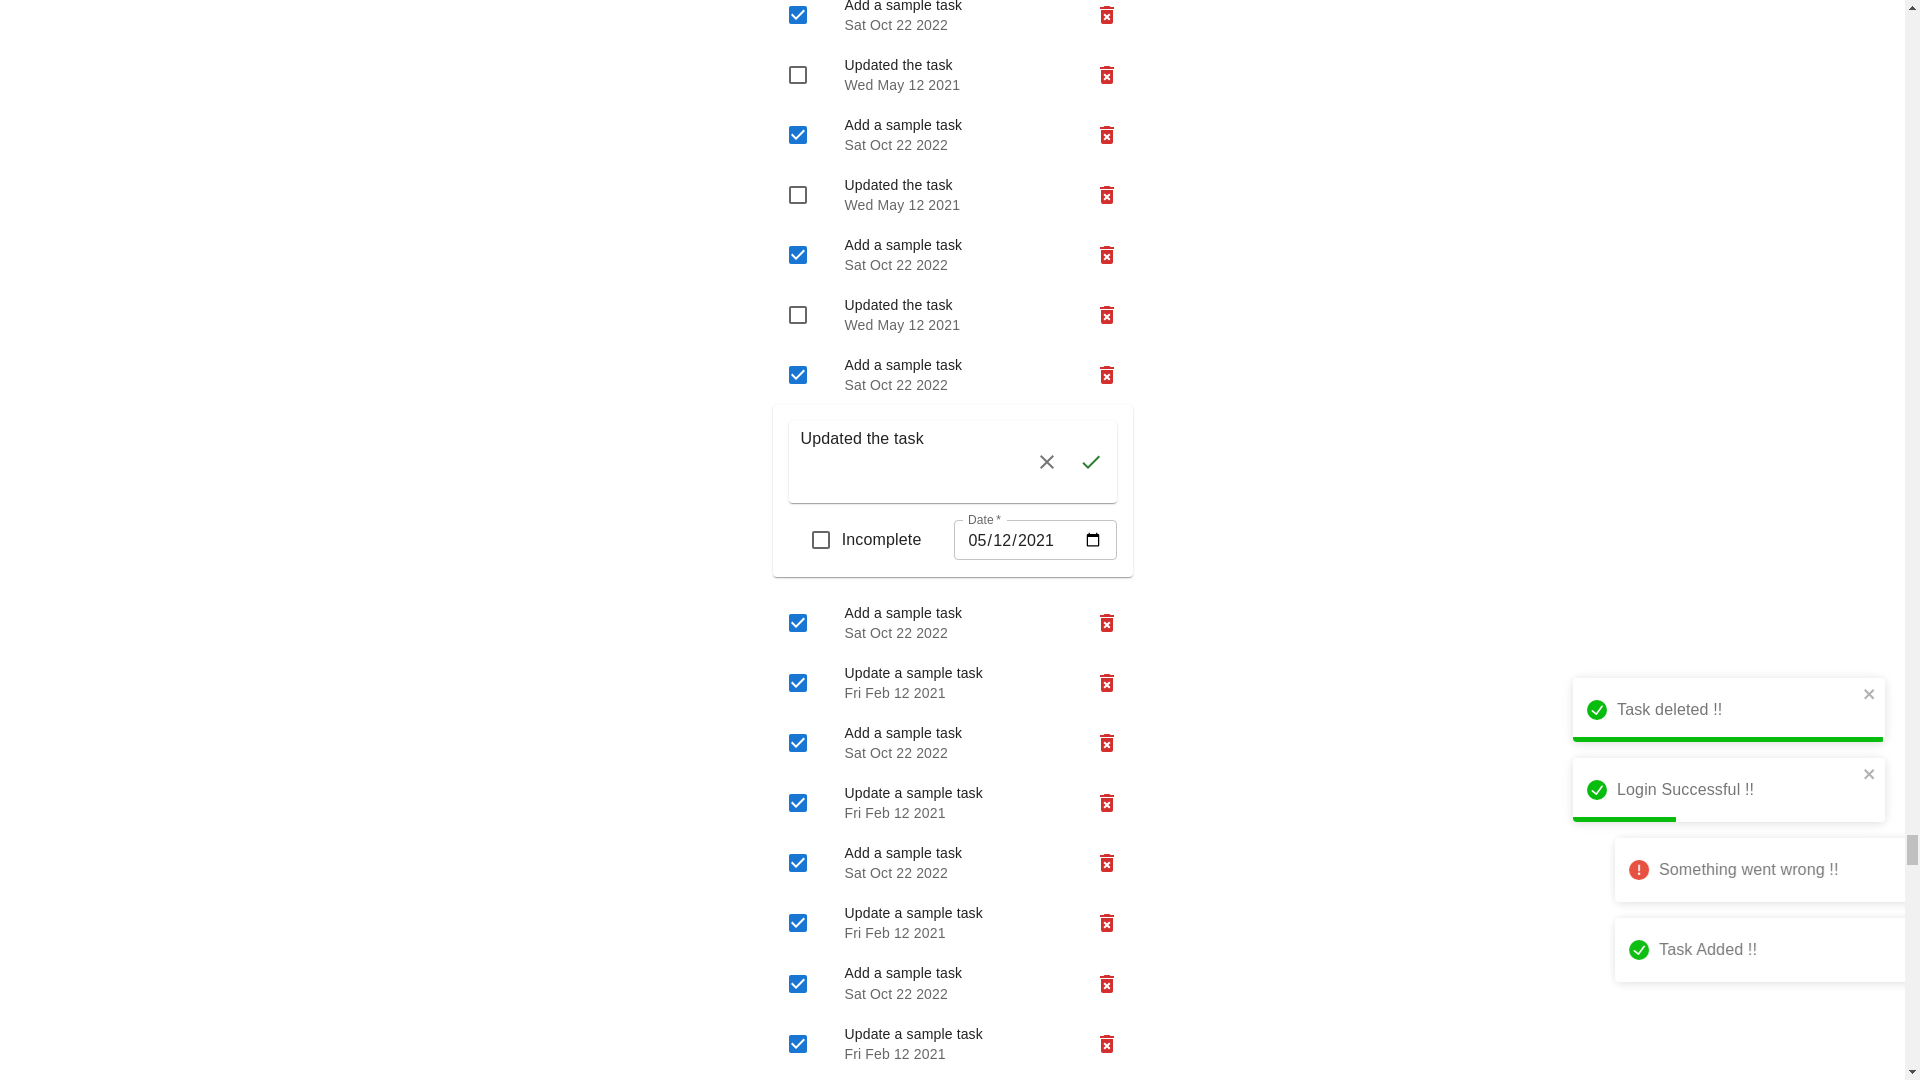 Add a sample task
Sat Oct 22 2022
Updated the task
Wed May 12 2021
Add a sample task
Sat Oct 22 2022
Updated the task
Wed May 12 2021
Add a sample task
Sat Oct 22 2022
Updated the task
Wed May 12 2021
Add a sample task
Sat Oct 22 2022
Updated the task
Incomplete
Date *
05/12/2021
Add a sample task
Sat Oct 22 2022
Update a sample task
Fri Feb 12 2021
Add a sample task
Sat Oct 22 2022
Update a sample task
Fri Feb 12 2021
Add a sample task
Sat Oct 22 2022
Update a sample task
Fri Feb 12 2021
Add a sample task
Sat Oct 22 2022
Update a sample task
Fri Feb 12 2021
Task deleted !!
Login Successful !!
Something went wrong !!
Task Added !!